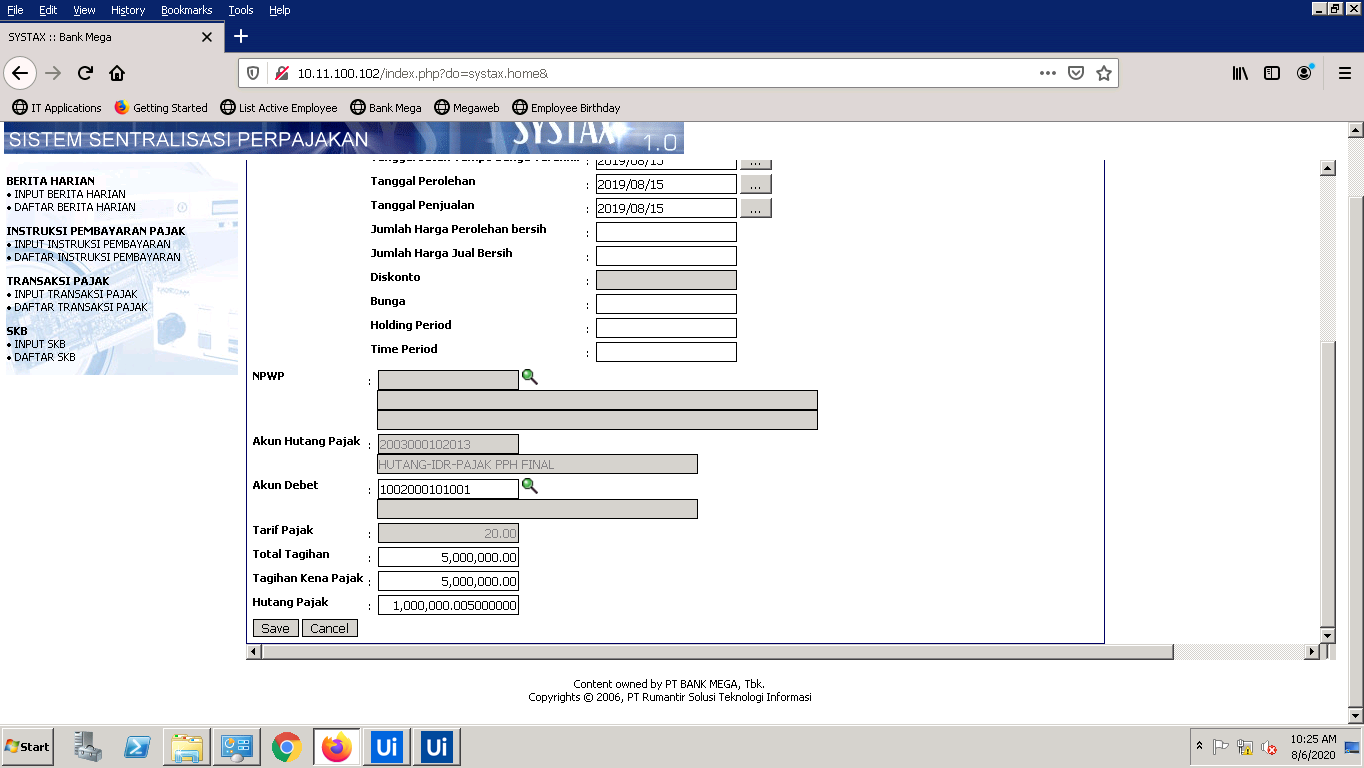 File Edit View History Bookmarks Tools Help
SYSTAX :: Bank Mega
10.11.100.102/index.php?do=systax.home&
IT Applications Getting Started List Active Employee Bank Mega Megaweb Employee Birthday
SISTEM SENTRALISASI PERPAJAKAN SYSTAX 1.0
BERITA HARIAN
• INPUT BERITA HARIAN
• DAFTAR BERITA HARIAN
INSTRUKSI PEMBAYARAN PAJAK
• INPUT INSTRUKSI PEMBAYARAN
• DAFTAR INSTRUKSI PEMBAYARAN
TRANSAKSI PAJAK
• INPUT TRANSAKSI PAJAK
• DAFTAR TRANSAKSI PAJAK
SKB
• INPUT SKB
• DAFTAR SKB
: 2019/08/15 ...
Tanggal Perolehan : 2019/08/15 ...
Tanggal Penjualan : 2019/08/15 ...
Jumlah Harga Perolehan bersih :
Jumlah Harga Jual Bersih :
Diskonto :
Bunga :
Holding Period :
Time Period :
NPWP :
Akun Hutang Pajak : 2003000102013
HUTANG-IDR-PAJAK PPH FINAL
Akun Debet : 1002000101001
Tarif Pajak : 20.00
Total Tagihan : 5,000,000.00
Tagihan Kena Pajak : 5,000,000.00
Hutang Pajak : 1,000,000.005000000
Save Cancel
Content owned by PT BANK MEGA, Tbk.
Copyrights © 2006, PT Rumantir Solusi Teknologi Informasi
Start Ui Ui 10:25 AM
8/6/2020